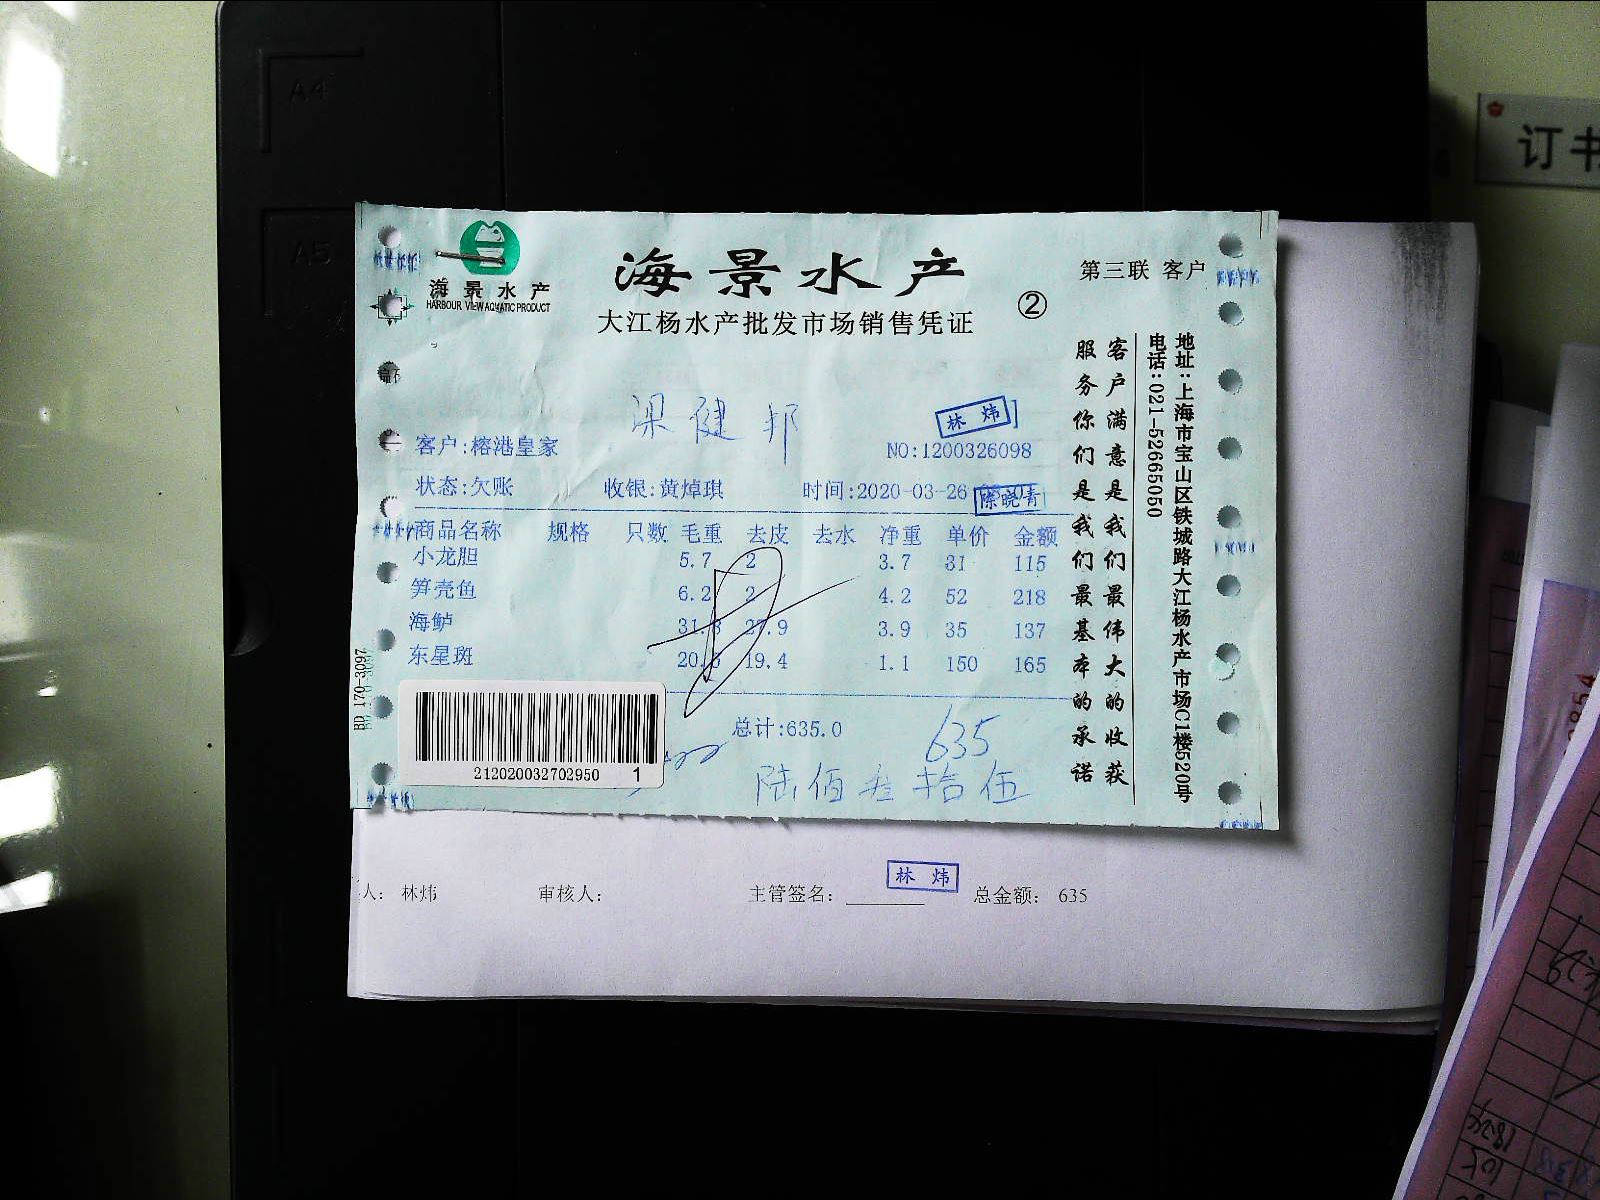 A4
A5
订书
海景水产
HARBOUR VIEW AQUATIC PRODUCT
海景水产
大江杨水产批发市场销售凭证
②
第三联 客户
梁健邦
林炜
客户:榕港皇家
NO:1200326098
状态:欠账 收银:黄焯琪 时间:2020-03-26
陈晓青
商品名称 规格 只数 毛重 去皮 去水 净重 单价 金额
小龙胆 5.7 2 3.7 31 115
笋壳鱼 6.2 2 4.2 52 218
海鲈 3.9 35 137
东星斑 19.4 1.1 150 165
总计:635.0
635
陆佰叁拾伍
212020032702950 1
BD 170-3097
客户满意是我们最伟大的收获
服务你们是我们最基本的承诺
地址:上海市宝山区铁城路大江杨水产市场C1楼520号
电话:021-52665050
人: 林炜 审核人: 主管签名: 林炜 总金额: 635